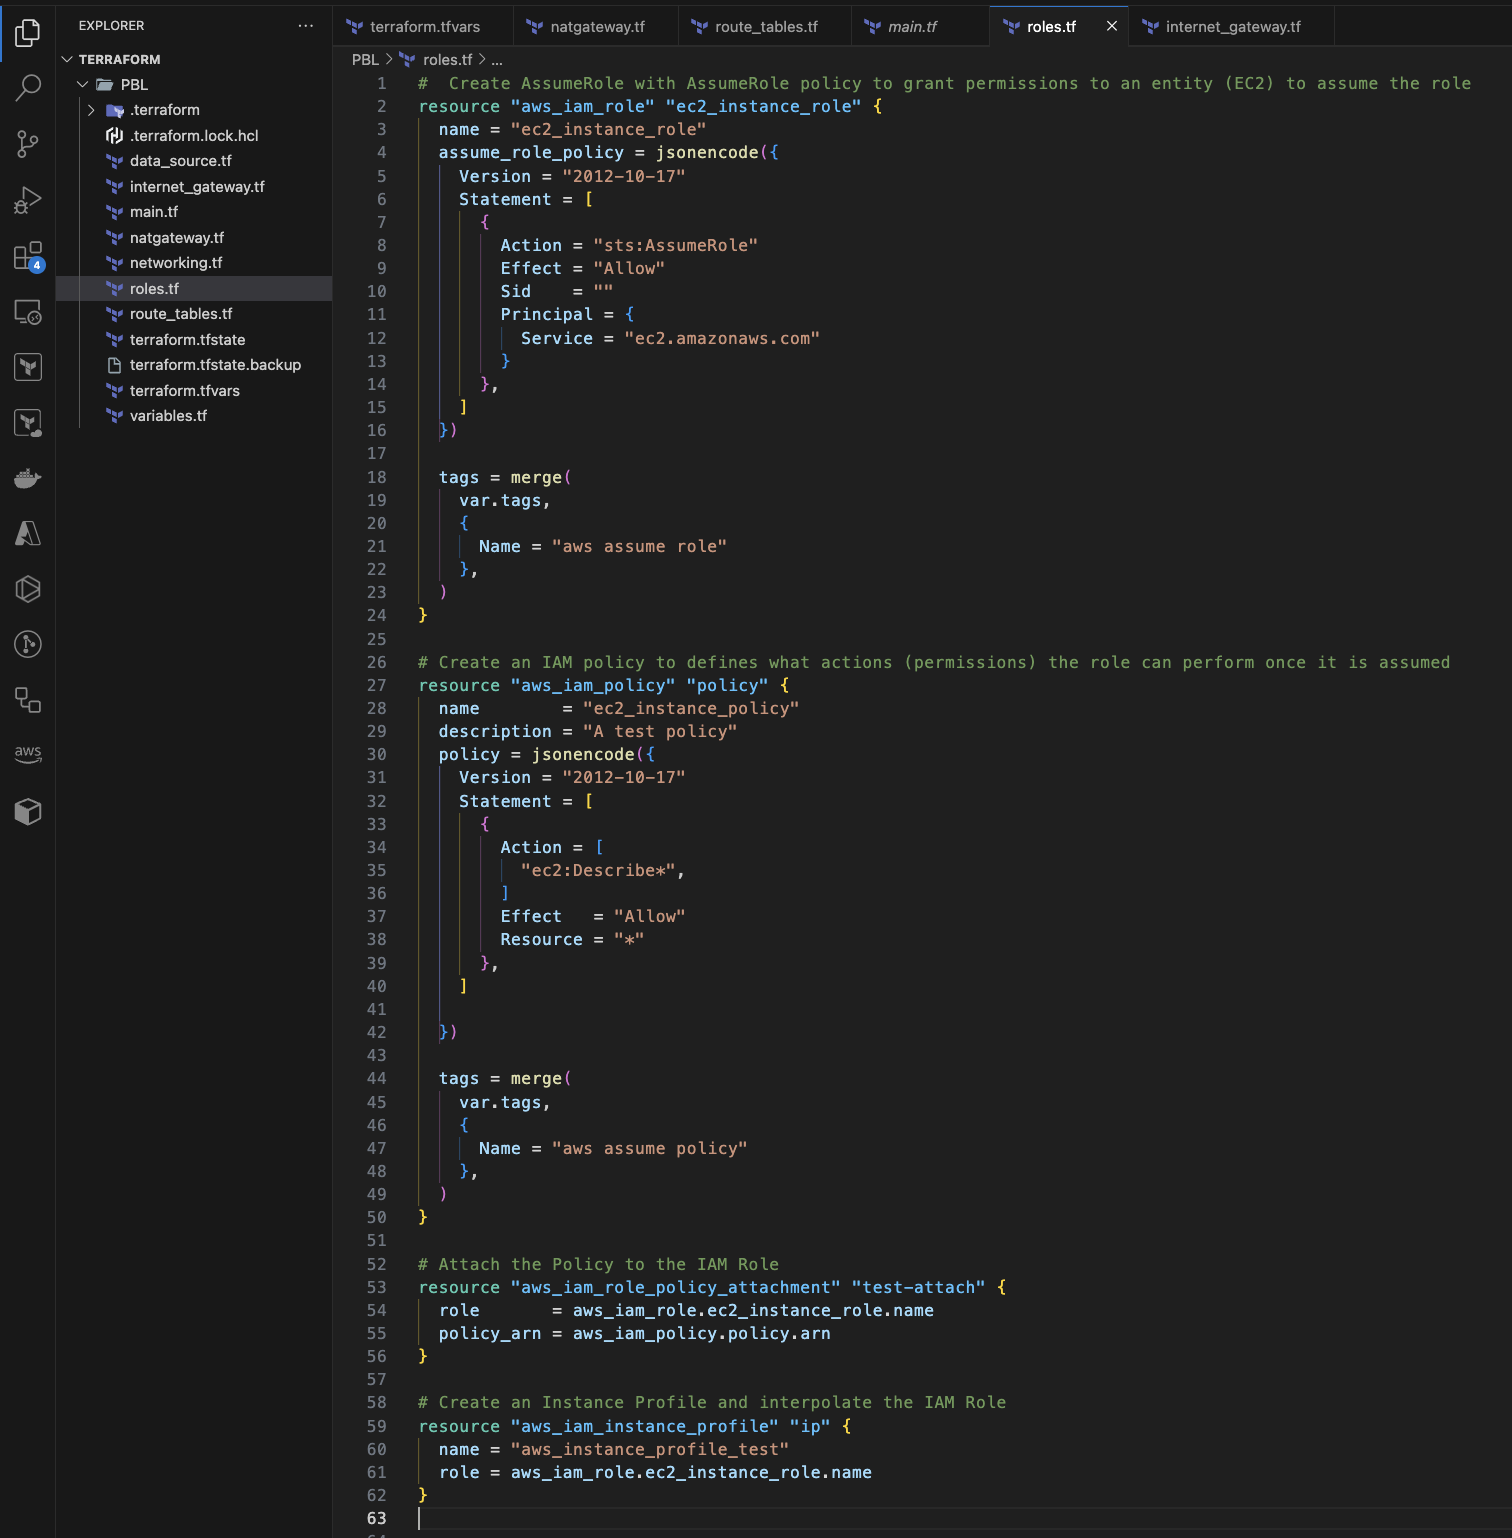 EXPLORER
TERRAFORM
PBL
.terraform
.terraform.lock.hcl
data_source.tf
internet_gateway.tf
main.tf
natgateway.tf
networking.tf
roles.tf
route_tables.tf
terraform.tfstate
terraform.tfstate.backup
terraform.tfvars
variables.tf
4
aws
terraform.tfvars natgateway.tf route_tables.tf main.tf roles.tf internet_gateway.tf
PBL > roles.tf > ...
1 #  Create AssumeRole with AssumeRole policy to grant permissions to an entity (EC2) to assume the role
2 resource "aws_iam_role" "ec2_instance_role" {
3   name = "ec2_instance_role"
4   assume_role_policy = jsonencode({
5     Version = "2012-10-17"
6     Statement = [
7       {
8         Action = "sts:AssumeRole"
9         Effect = "Allow"
10         Sid    = ""
11         Principal = {
12           Service = "ec2.amazonaws.com"
13         }
14       },
15     ]
16   })
17
18   tags = merge(
19     var.tags,
20     {
21       Name = "aws assume role"
22     },
23   )
24 }
25
26 # Create an IAM policy to defines what actions (permissions) the role can perform once it is assumed
27 resource "aws_iam_policy" "policy" {
28   name        = "ec2_instance_policy"
29   description = "A test policy"
30   policy = jsonencode({
31     Version = "2012-10-17"
32     Statement = [
33       {
34         Action = [
35           "ec2:Describe*",
36         ]
37         Effect   = "Allow"
38         Resource = "*"
39       },
40     ]
41
42   })
43
44   tags = merge(
45     var.tags,
46     {
47       Name = "aws assume policy"
48     },
49   )
50 }
51
52 # Attach the Policy to the IAM Role
53 resource "aws_iam_role_policy_attachment" "test-attach" {
54   role       = aws_iam_role.ec2_instance_role.name
55   policy_arn = aws_iam_policy.policy.arn
56 }
57
58 # Create an Instance Profile and interpolate the IAM Role
59 resource "aws_iam_instance_profile" "ip" {
60   name = "aws_instance_profile_test"
61   role = aws_iam_role.ec2_instance_role.name
62 }
63